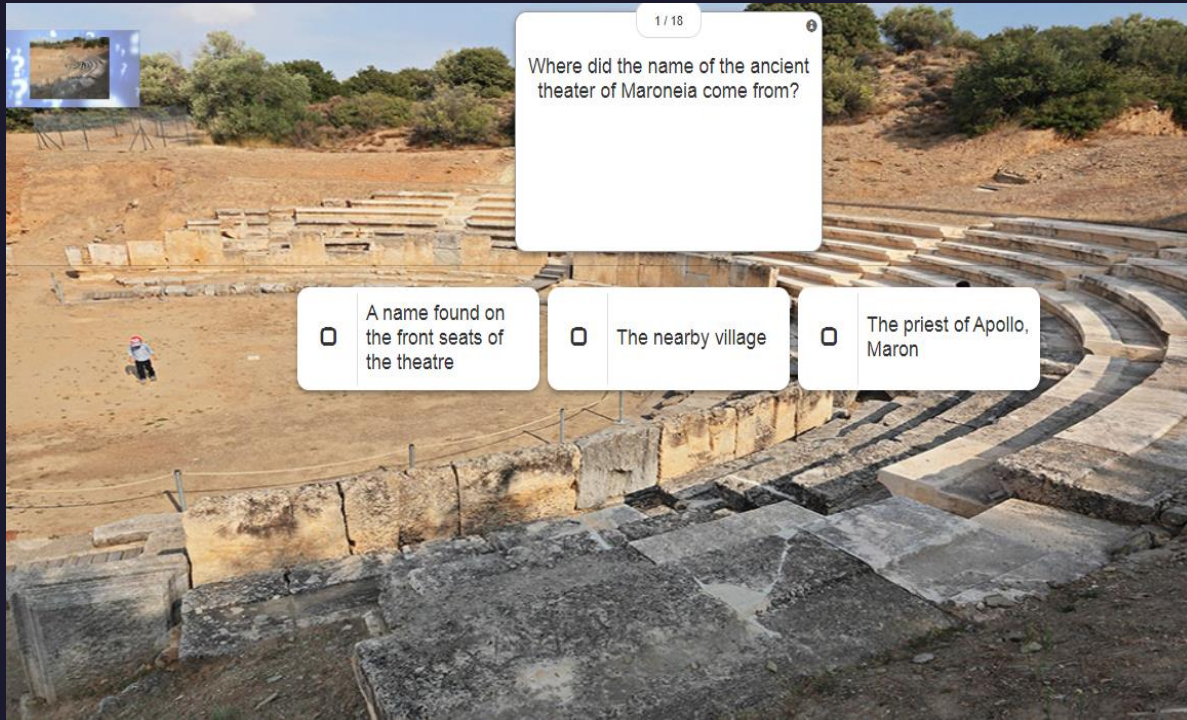 1 / 18
Where did the name of the ancient
theater of Maroneia come from?
A name found on
the front seats of
the theatre
The nearby village
The priest of Apollo,
Maron